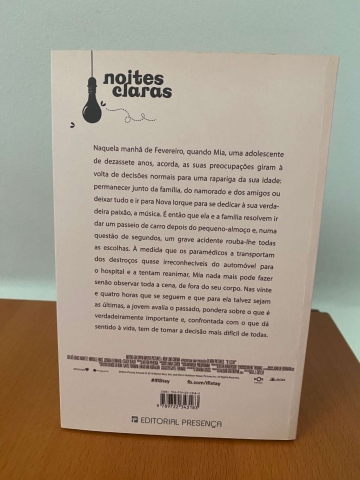 noites
claras
Naquela manhã de Fevereiro, quando Mia, uma adolescente
de dezassete anos, acorda, as suas preocupações giram à
volta de decisões normais para uma rapariga da sua idade:
permanecer junto da família, do namorado e dos amigos ou
deixar tudo e ir para Nova Iorque para se dedicar à sua verda-
deira paixão, a música. É então que ela e a família resolvem ir
dar um passeio de carro depois do pequeno-almoço e, numa
questão de segundos, um grave acidente rouba-lhe todas
as escolhas. À medida que os paramédicos a transportam
dos destroços quase irreconhecíveis do automóvel para
o hospital e a tentam reanimar, Mia nada mais pode fazer
senão observar toda a cena, de fora do seu corpo. Nas vinte
e quatro horas que se seguem e que para ela talvez sejam
as últimas, a jovem avalia o passado, pondera sobre o que é
verdadeiramente importante e, confrontada com o que dá
sentido à vida, tem de tomar a decisão mais difícil de todas.
#IfIStay
fb.com/ifistay
EDITORIAL PRESENÇA